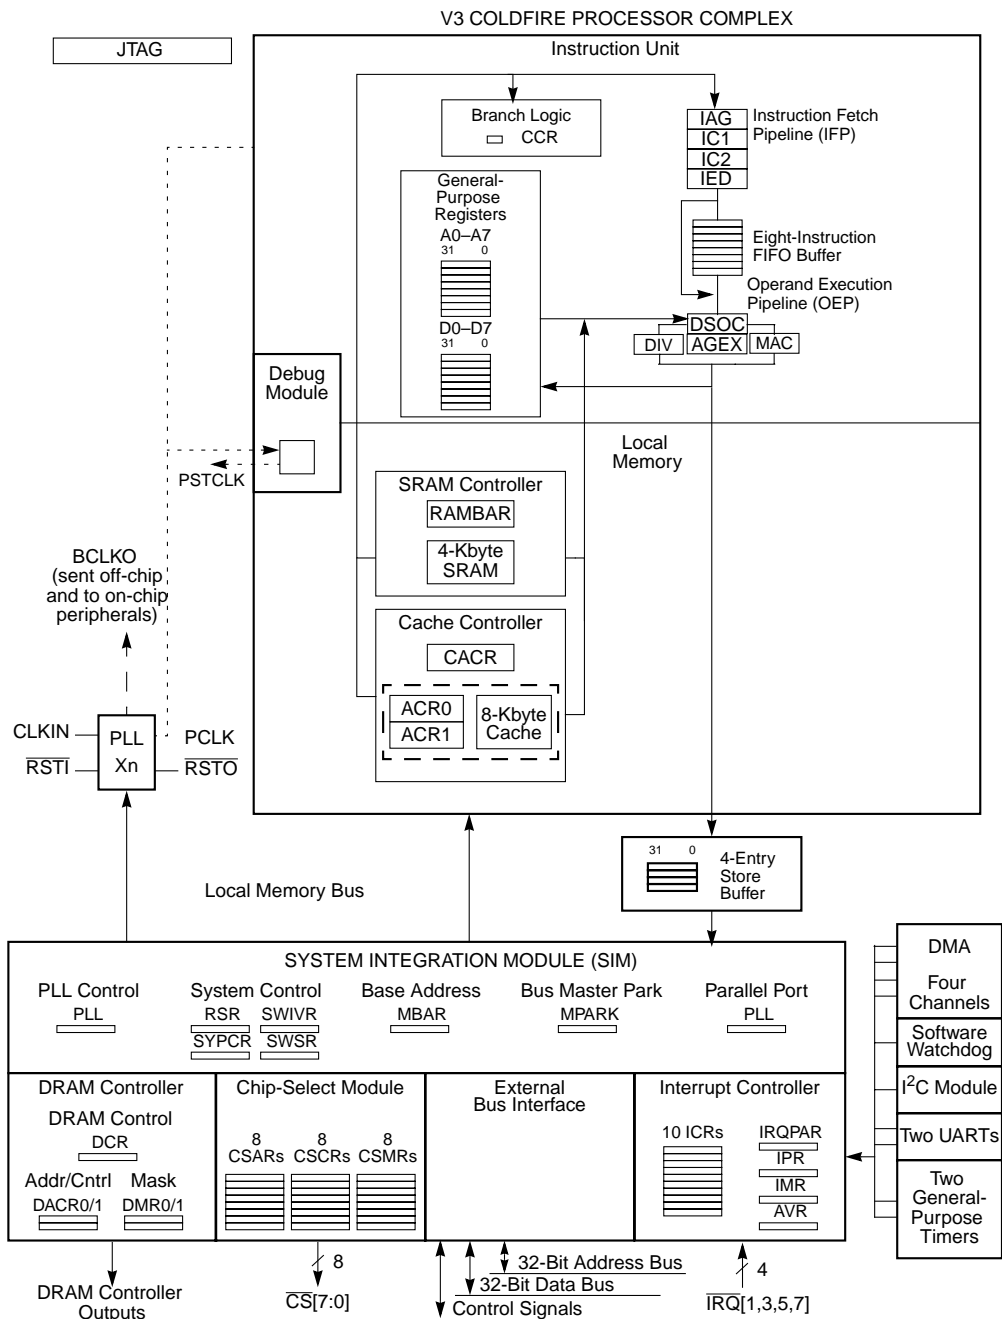 V3 COLDFIRE PROCESSOR COMPLEX
JTAG
Instruction Unit
Branch Logic
CCR
IAG
IC1
IC2
IED
Instruction Fetch
Pipeline (IFP)
General-
Purpose
Registers
A0–A7
31 0
D0–D7
31 0
Eight-Instruction
FIFO Buffer
Operand Execution
Pipeline (OEP)
DSOC
DIV
AGEX
MAC
Debug
Module
PSTCLK
Local
Memory
SRAM Controller
RAMBAR
4-Kbyte
SRAM
Cache Controller
CACR
ACR0
ACR1
8-Kbyte
Cache
BCLKO
(sent off-chip
and to on-chip
peripherals)
CLKIN
PLL
Xn
PCLK
RSTI
RSTO
31 0
4-Entry
Store
Buffer
Local Memory Bus
SYSTEM INTEGRATION MODULE (SIM)
PLL Control
PLL
System Control
RSR
SWIVR
SYPCR
SWSR
Base Address
MBAR
Bus Master Park
MPARK
Parallel Port
PLL
DMA
Four
Channels
Software
Watchdog
I2C Module
Two UARTs
Two
General-
Purpose
Timers
DRAM Controller
DRAM Control
DCR
Addr/Cntrl
DACR0/1
Mask
DMR0/1
Chip-Select Module
8
CSARs
8
CSCRs
8
CSMRs
External
Bus Interface
Interrupt Controller
10 ICRs
IRQPAR
IPR
IMR
AVR
DRAM Controller
Outputs
8
CS[7:0]
32-Bit Address Bus
32-Bit Data Bus
Control Signals
4
IRQ[1,3,5,7]